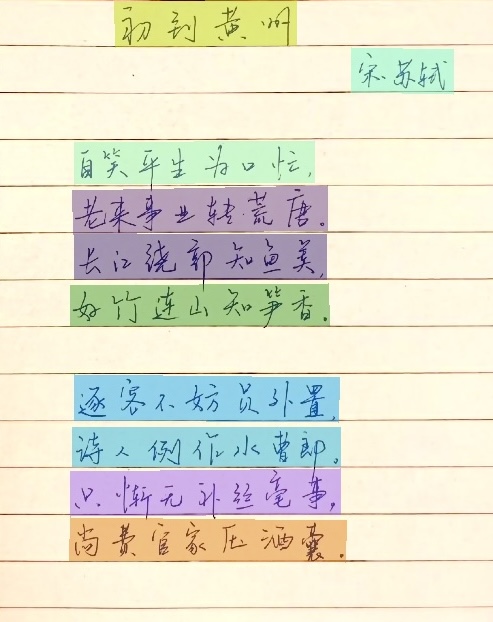 初到黄州
宋.苏轼
自笑平生为口忙,
老来事业转荒唐。
长江绕郭知鱼美,
好竹连山知笋香。
逐客不妨员外置,
诗人例作水曹郎。
只惭无补丝毫事,
尚费官家压酒囊.